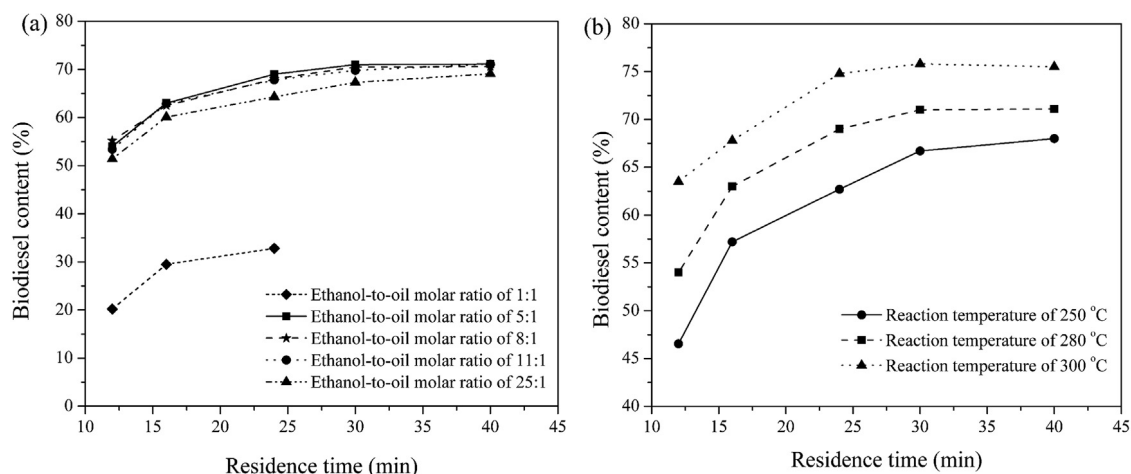 (a)
80
70
60
50
40
30
20
10
0
Biodiesel content (%)
Ethanol-to-oil molar ratio of 1:1
Ethanol-to-oil molar ratio of 5:1
Ethanol-to-oil molar ratio of 8:1
Ethanol-to-oil molar ratio of 11:1
Ethanol-to-oil molar ratio of 25:1
10 15 20 25 30 35 40 45
Residence time (min)
(b)
80
75
70
65
60
55
50
45
40
Biodiesel content (%)
Reaction temperature of 250 °C
Reaction temperature of 280 °C
Reaction temperature of 300 °C
10 15 20 25 30 35 40 45
Residence time (min)